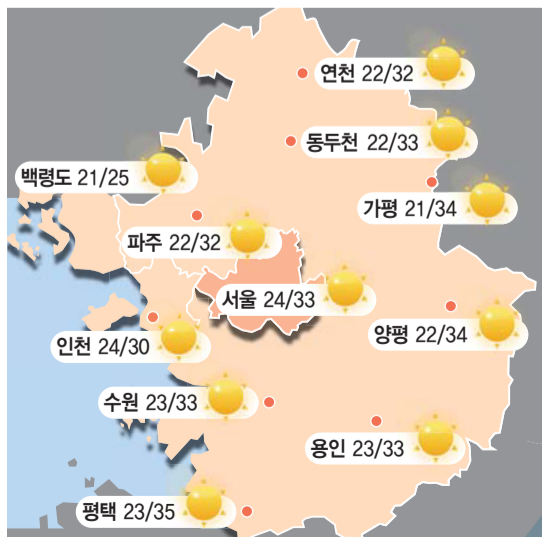 연천 22/32
동두천 22/33
백령도 21/25
가평 21/34
파주 22/32
서울 24/33
양평 22/34
인천 24/30
수원 23/33
용인 23/33
평택 23/35